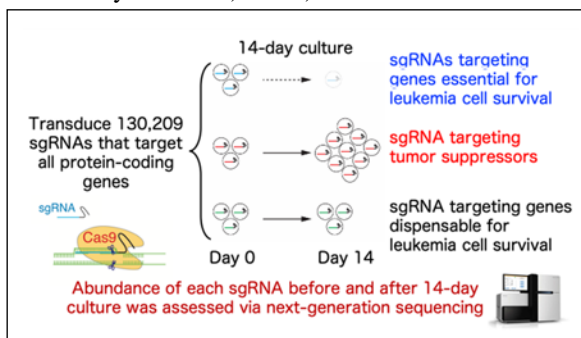 14-day culture
Transduce 130,209
sgRNAs that target
all protein-coding
genes
sgRNA
Cas9
sgRNAs targeting
genes essential for
leukemia cell survival
sgRNA targeting
tumor suppressors
sgRNA targeting genes
dispensable for
leukemia cell survival
Day 0
Day 14
Abundance of each sgRNA before and after 14-day
culture was assessed via next-generation sequencing